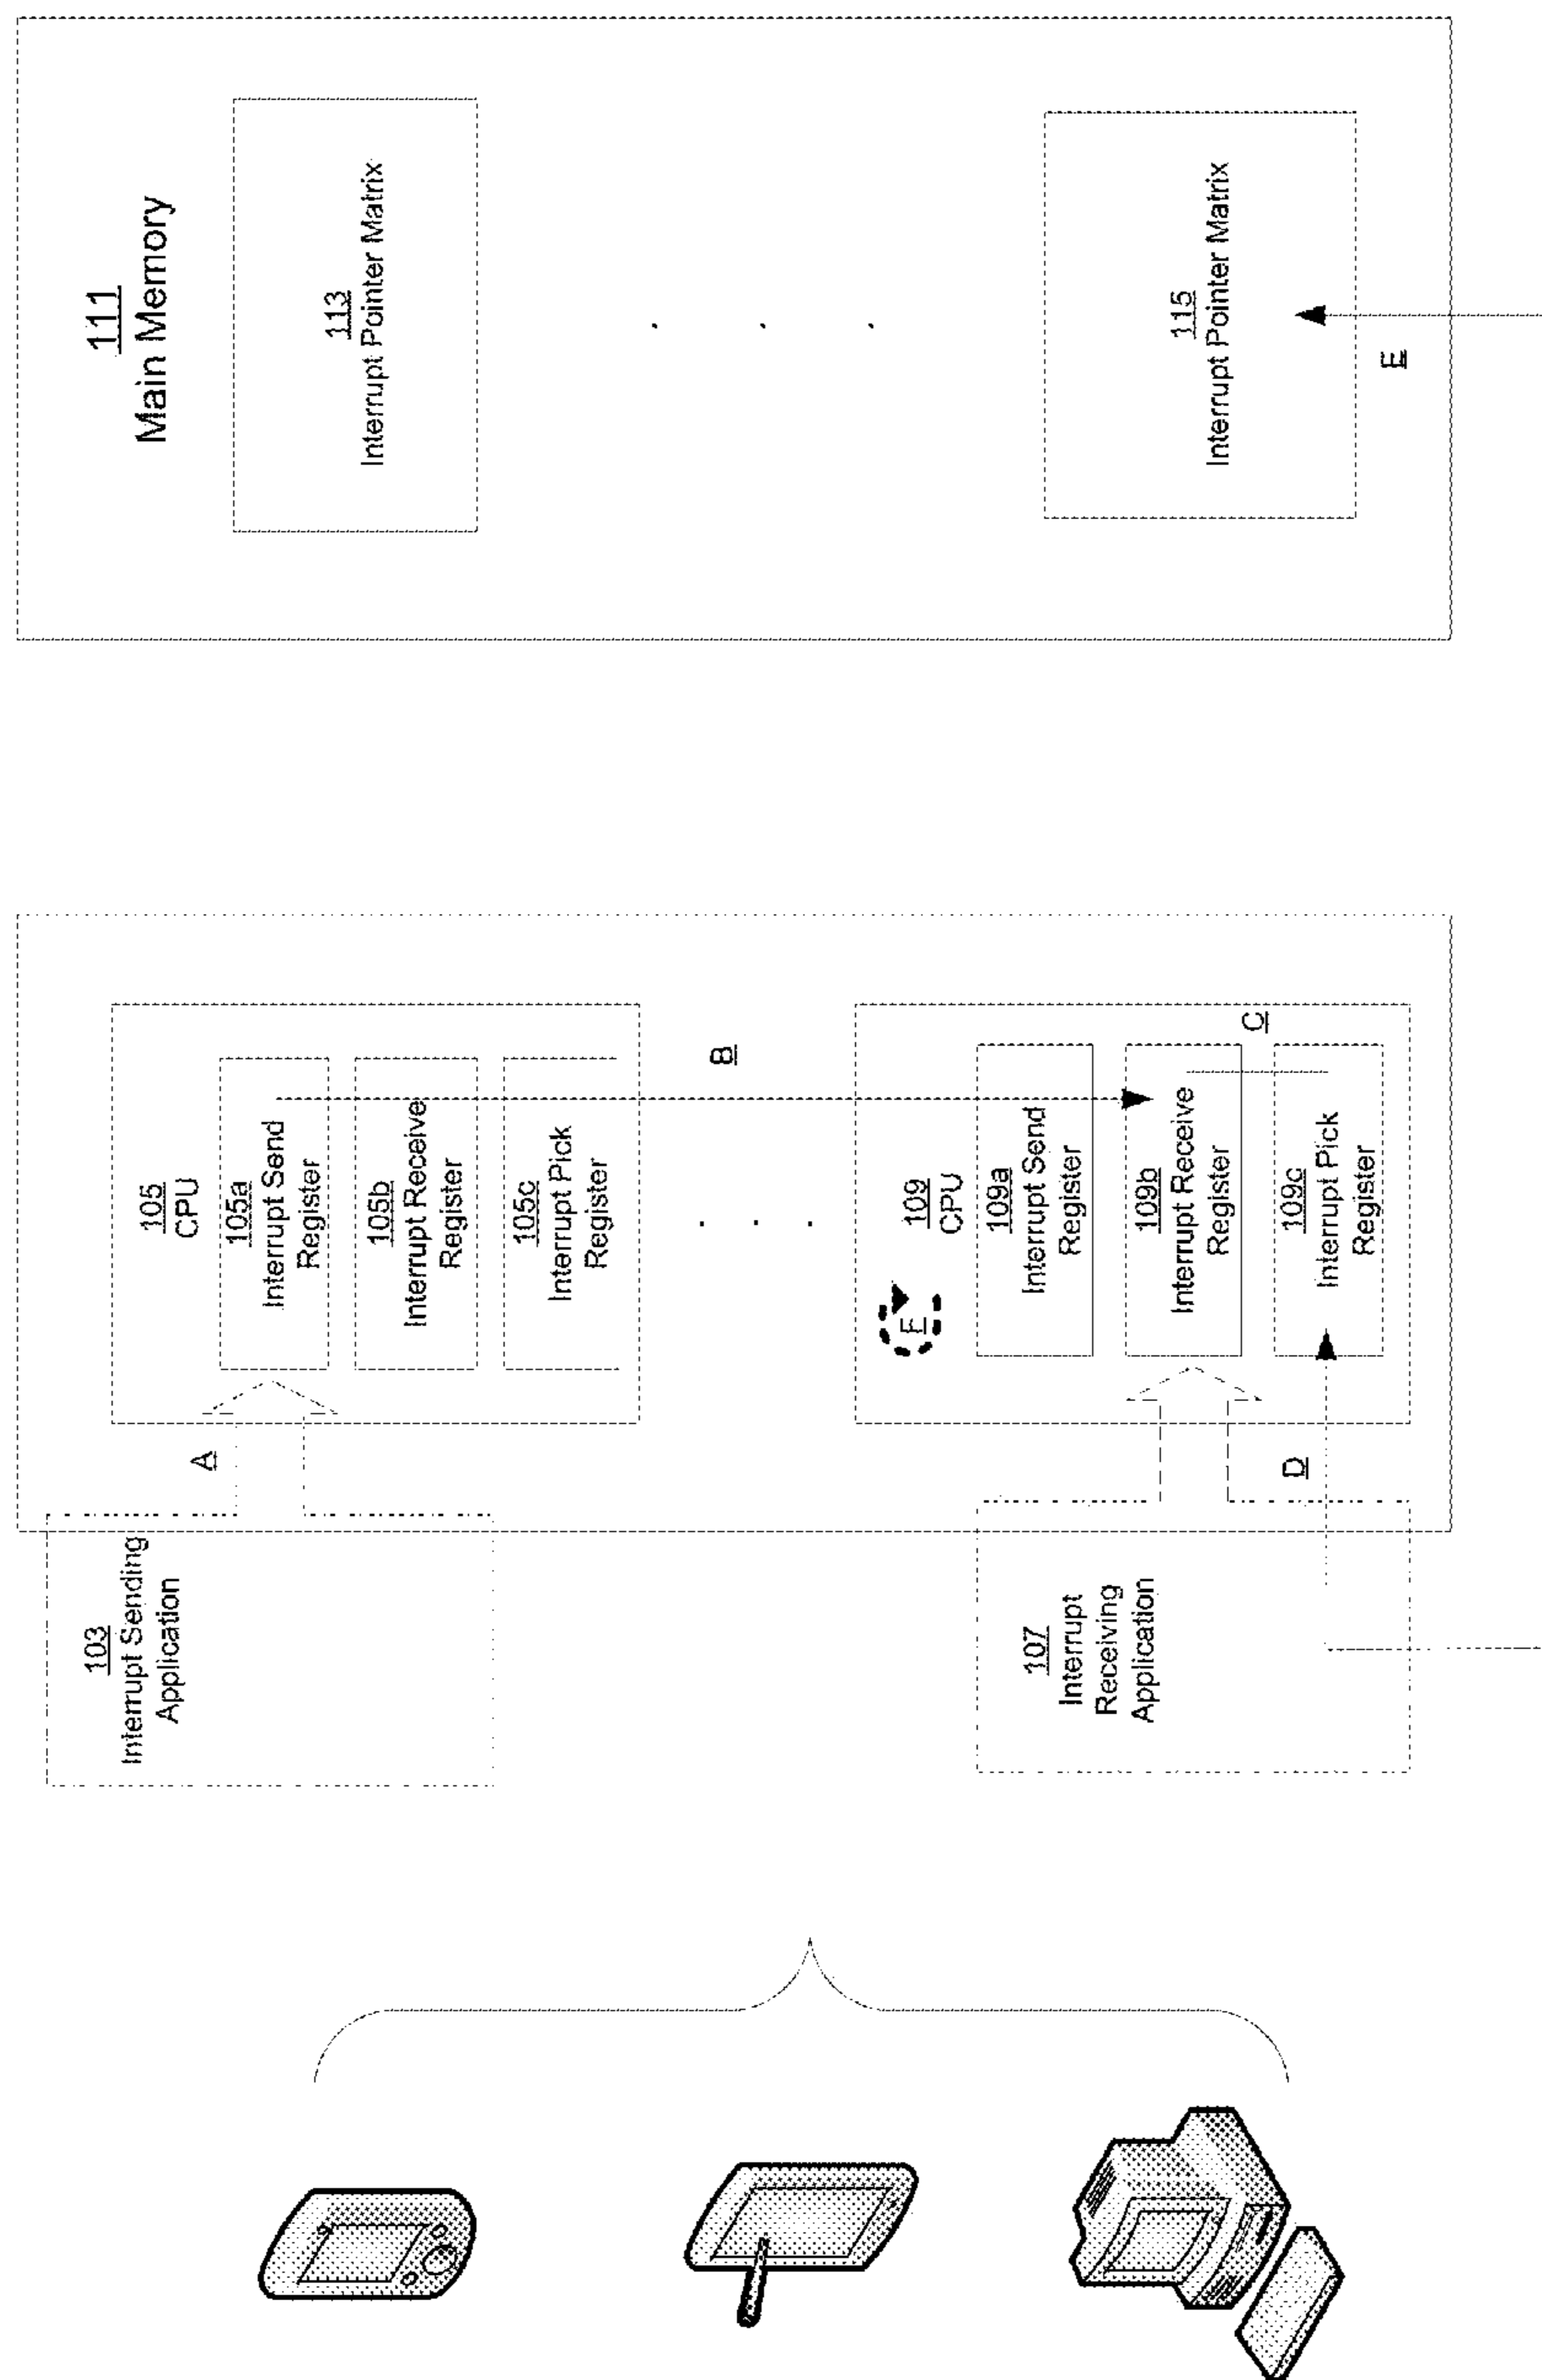 111
Main Memory
113
Interrupt Pointer Matrix
. . .
115
Interrupt Pointer Matrix
E
105
CPU
105a
Interrupt Send
Register
105b
Interrupt Receive
Register
105c
Interrupt Pick
Register
B
. . .
109
CPU
F
109a
Interrupt Send
Register
109b
Interrupt Receive
Register
C
109c
Interrupt Pick
Register
A
D
103
Interrupt Sending
Application
107
Interrupt
Receiving
Application